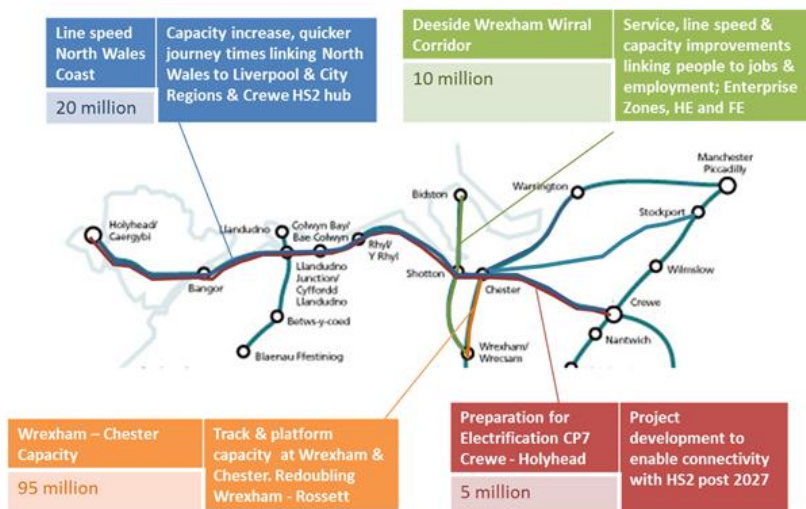 Line speed
North Wales
Coast
20 million
Capacity increase, quicker
journey times linking North
Wales to Liverpool & City
Regions & Crewe HS2 hub
Deeside Wrexham Wirral
Corridor
10 million
Service, line speed &
capacity improvements
linking people to jobs &
employment; Enterprise
Zones, HE and FE
Manchester
Piccadilly
Bidston
Warrington
Stockport
Holyhead/
Caergybi
Llandudno
Colwyn Bay/
Bae Colwyn
Rhyl/
Y Rhyl
Shotton
Chester
Wilmslow
Bangor
Llandudno
Junction/
Cyffordd
Llandudno
Crewe
Betws-y-coed
Wrexham/
Wrecsam
Nantwich
Blaenau Ffestiniog
Wrexham – Chester
Capacity
95 million
Track & platform
capacity at Wrexham &
Chester. Redoubling
Wrexham - Rossett
Preparation for
Electrification CP7
Crewe - Holyhead
5 million
Project
development to
enable connectivity
with HS2 post 2027